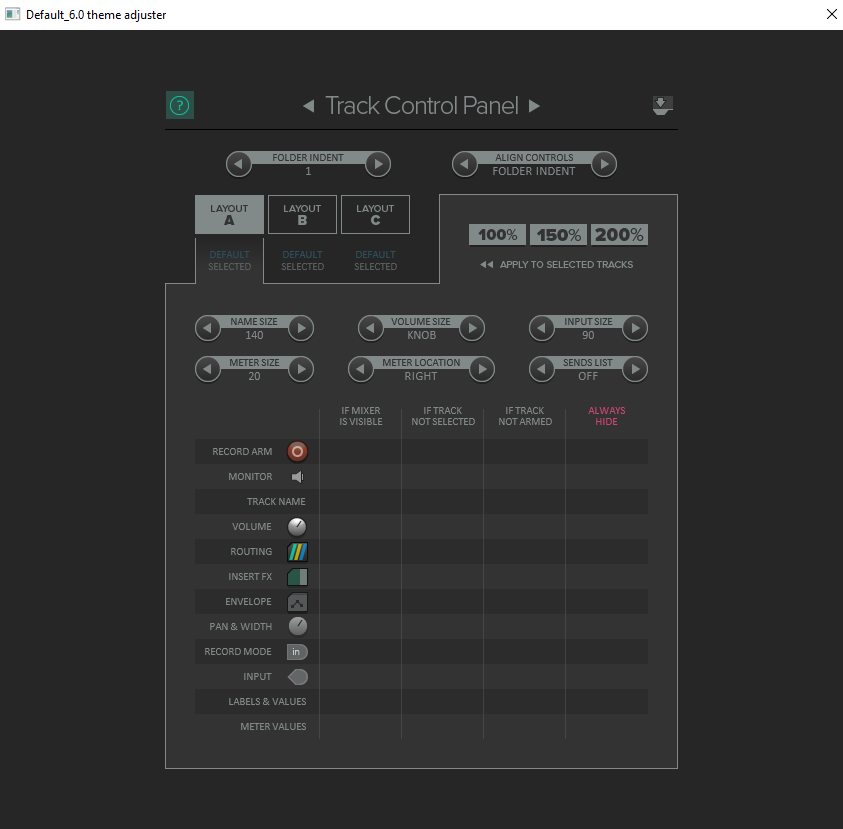 Default_6.0 theme adjuster
?
Track Control Panel
FOLDER INDENT
1
ALIGN CONTROLS
FOLDER INDENT
LAYOUT
A
LAYOUT
B
LAYOUT
C
DEFAULT
SELECTED
DEFAULT
SELECTED
DEFAULT
SELECTED
100% 150% 200%
APPLY TO SELECTED TRACKS
NAME SIZE
140
VOLUME SIZE
KNOB
INPUT SIZE
90
METER SIZE
20
METER LOCATION
RIGHT
SENDS LIST
OFF
IF MIXER
IS VISIBLE
IF TRACK
NOT SELECTED
IF TRACK
NOT ARMED
ALWAYS
HIDE
RECORD ARM
MONITOR
TRACK NAME
VOLUME
ROUTING
INSERT FX
ENVELOPE
PAN & WIDTH
RECORD MODE in
INPUT
LABELS & VALUES
METER VALUES